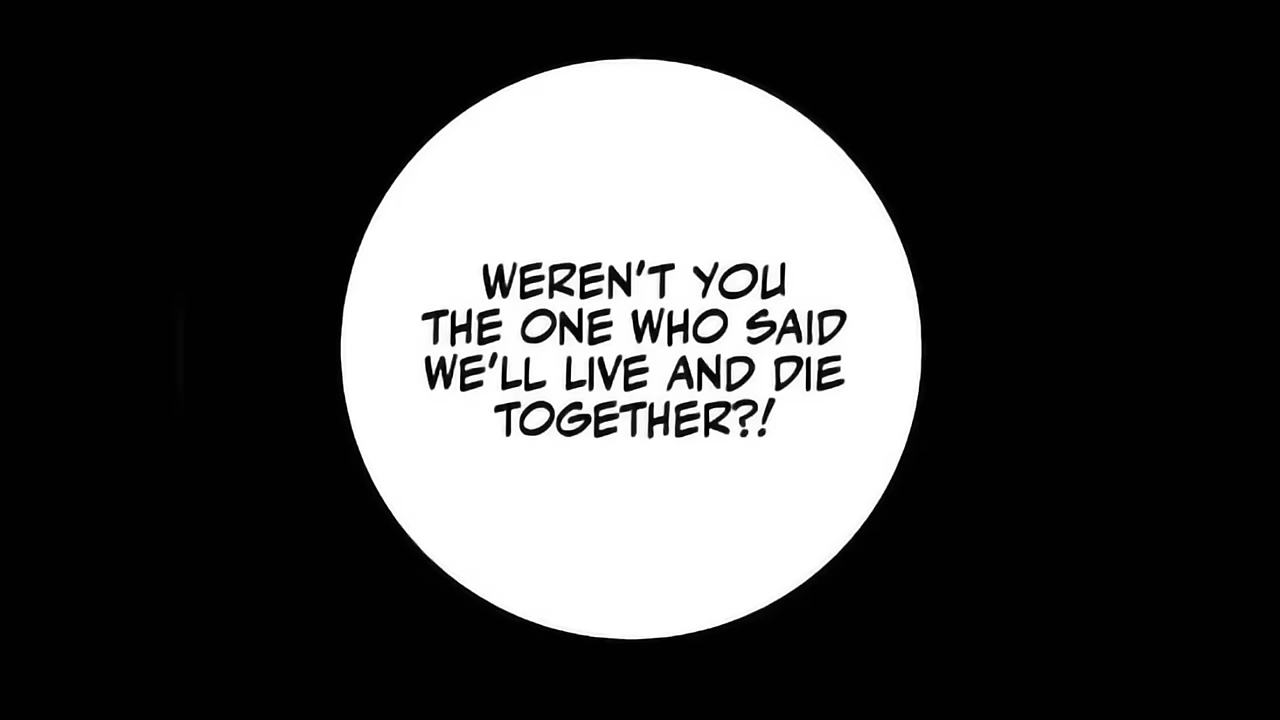 WEREN'T YOU
THE ONE WHO SAID
WE'LL LIVE AND DIE
TOGETHER?!